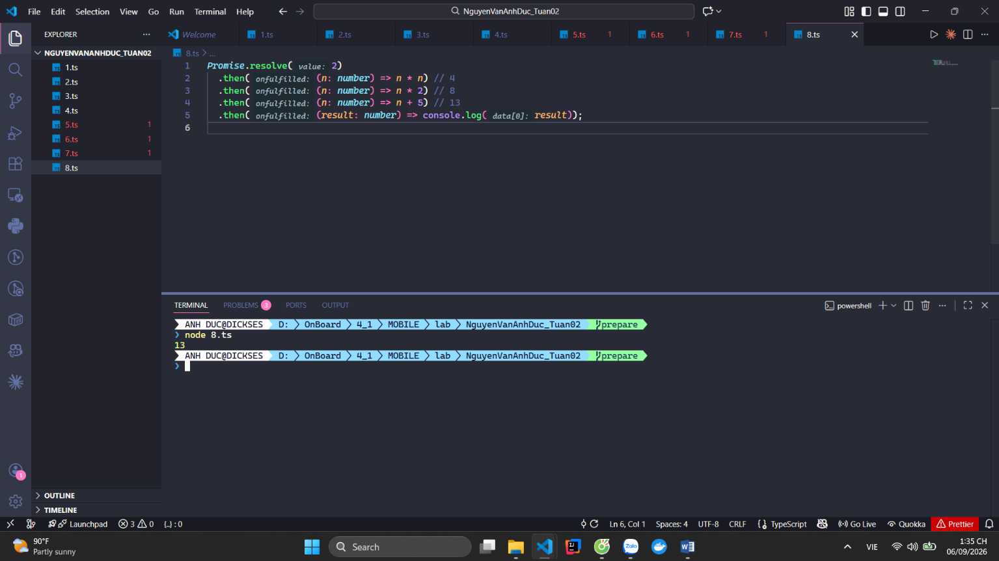 File Edit Selection View Go Run Terminal Help
NguyenVanAnhDuc_Tuan02
EXPLORER
Welcome
1.ts
2.ts
3.ts
4.ts
5.ts 1
6.ts 1
7.ts 1
8.ts
NGUYENVANANHDUC_TUAN02
1.ts
2.ts
3.ts
4.ts
5.ts 1
6.ts 1
7.ts 1
8.ts
OUTLINE
TIMELINE
8.ts > ...
1 Promise.resolve( value: 2)
2 .then( onfulfilled: (n: number) => n * n) // 4
3 .then( onfulfilled: (n: number) => n * 2) // 8
4 .then( onfulfilled: (n: number) => n + 5) // 13
5 .then( onfulfilled: (result: number) => console.log( data[0]: result));
6
TERMINAL PROBLEMS 3 PORTS OUTPUT
powershell
ANH DUC@DICKSES D: OnBoard 4_1 MOBILE lab NguyenVanAnhDuc_Tuan02 prepare
❯ node 8.ts
13
ANH DUC@DICKSES D: OnBoard 4_1 MOBILE lab NguyenVanAnhDuc_Tuan02 prepare
❯
1
Launchpad 3 0 {..} : 0
Ln 6, Col 1 Spaces: 4 UTF-8 CRLF TypeScript Go Live Quokka Prettier
90°F
Partly sunny
Search
Zalo
VIE
1:35 CH
06/09/2026